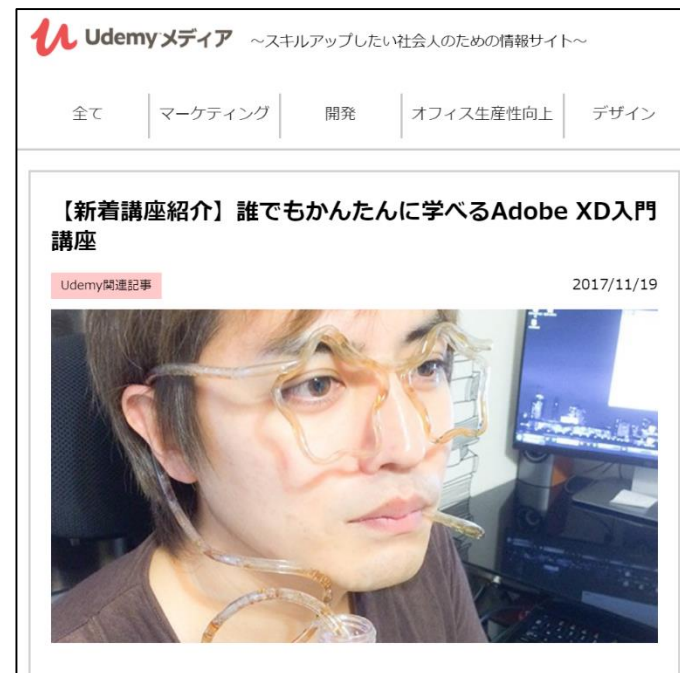 Udemyメディア ～スキルアップしたい社会人のための情報サイト～
全て マーケティング 開発 オフィス生産性向上 デザイン
【新着講座紹介】誰でもかんたんに学べるAdobe XD入門
講座
Udemy関連記事 2017/11/19